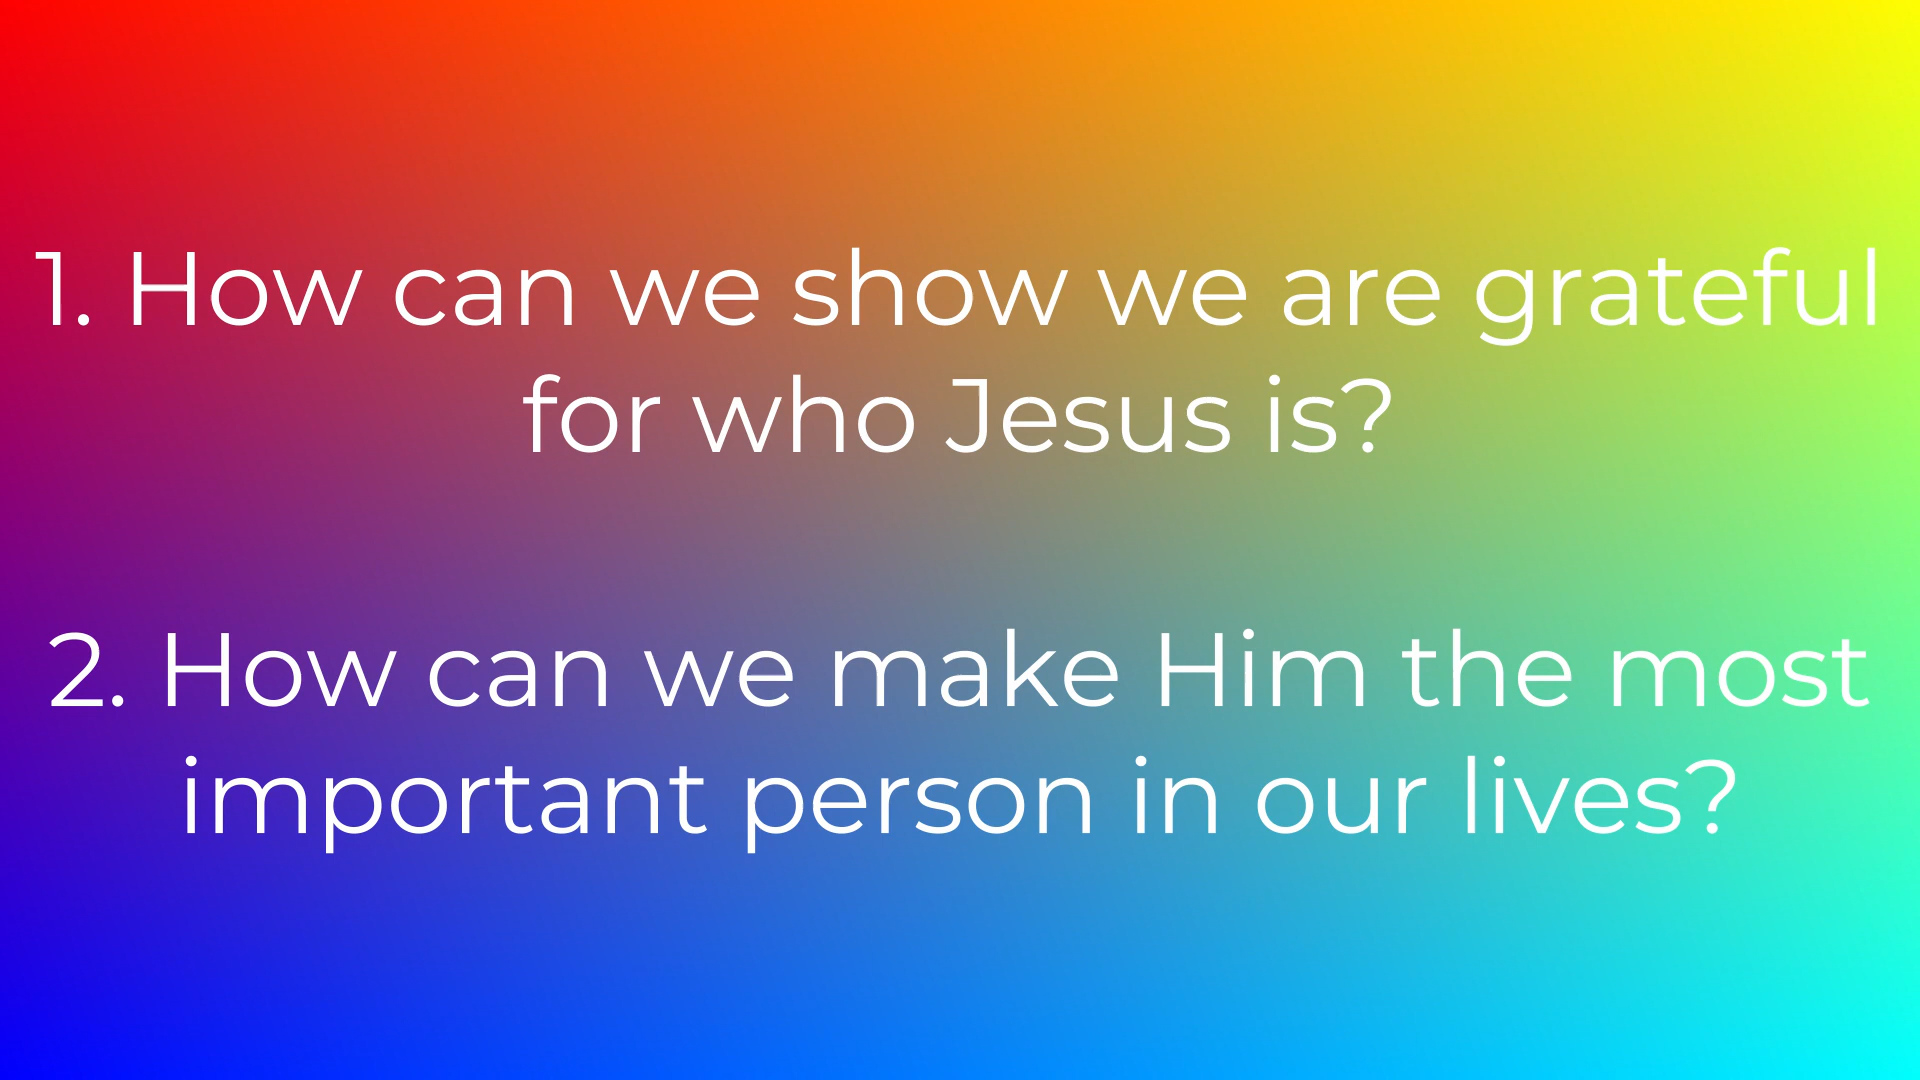 1. How can we show we are grateful
for who Jesus is?
2. How can we make Him the most
important person in our lives?